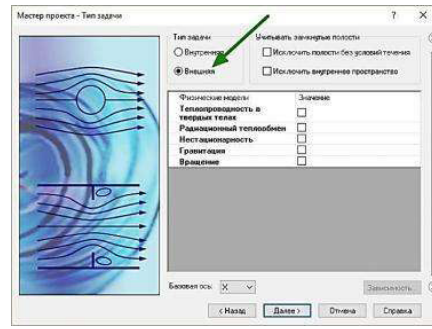 Мастер проекта - Тип задачи
? X
Тип задачи
Учитывать замкнутые полости
Внутренняя
Исключить полости без условий течения
Внешняя
Исключить внутреннее пространство
Физические модели Значение
Теплопроводность в
твердых телах
Радиационный теплообмен
Нестационарность
Гравитация
Вращение
Базовая ось: X
Зависимость...
< Назад Далее > Отмена Справка